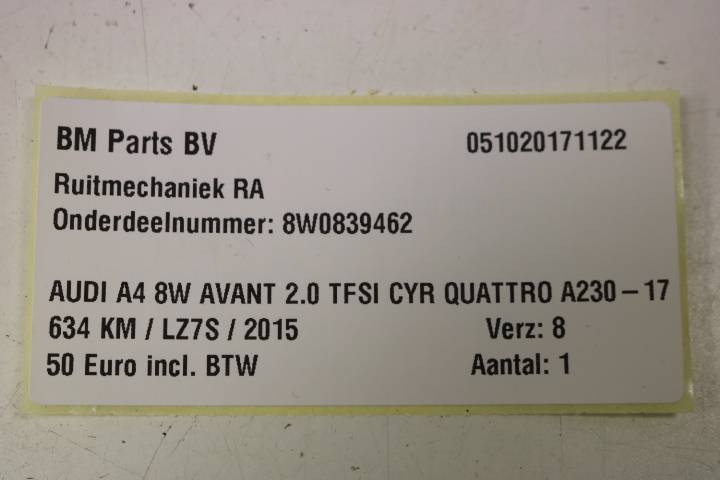 BM Parts BV 051020171122
Ruitmechaniek RA
Onderdeelnummer: 8W0839462
AUDI A4 8W AVANT 2.0 TFSI CYR QUATTRO A230-17
634 KM / LZ7S / 2015 Verz: 8
50 Euro incl. BTW Aantal: 1